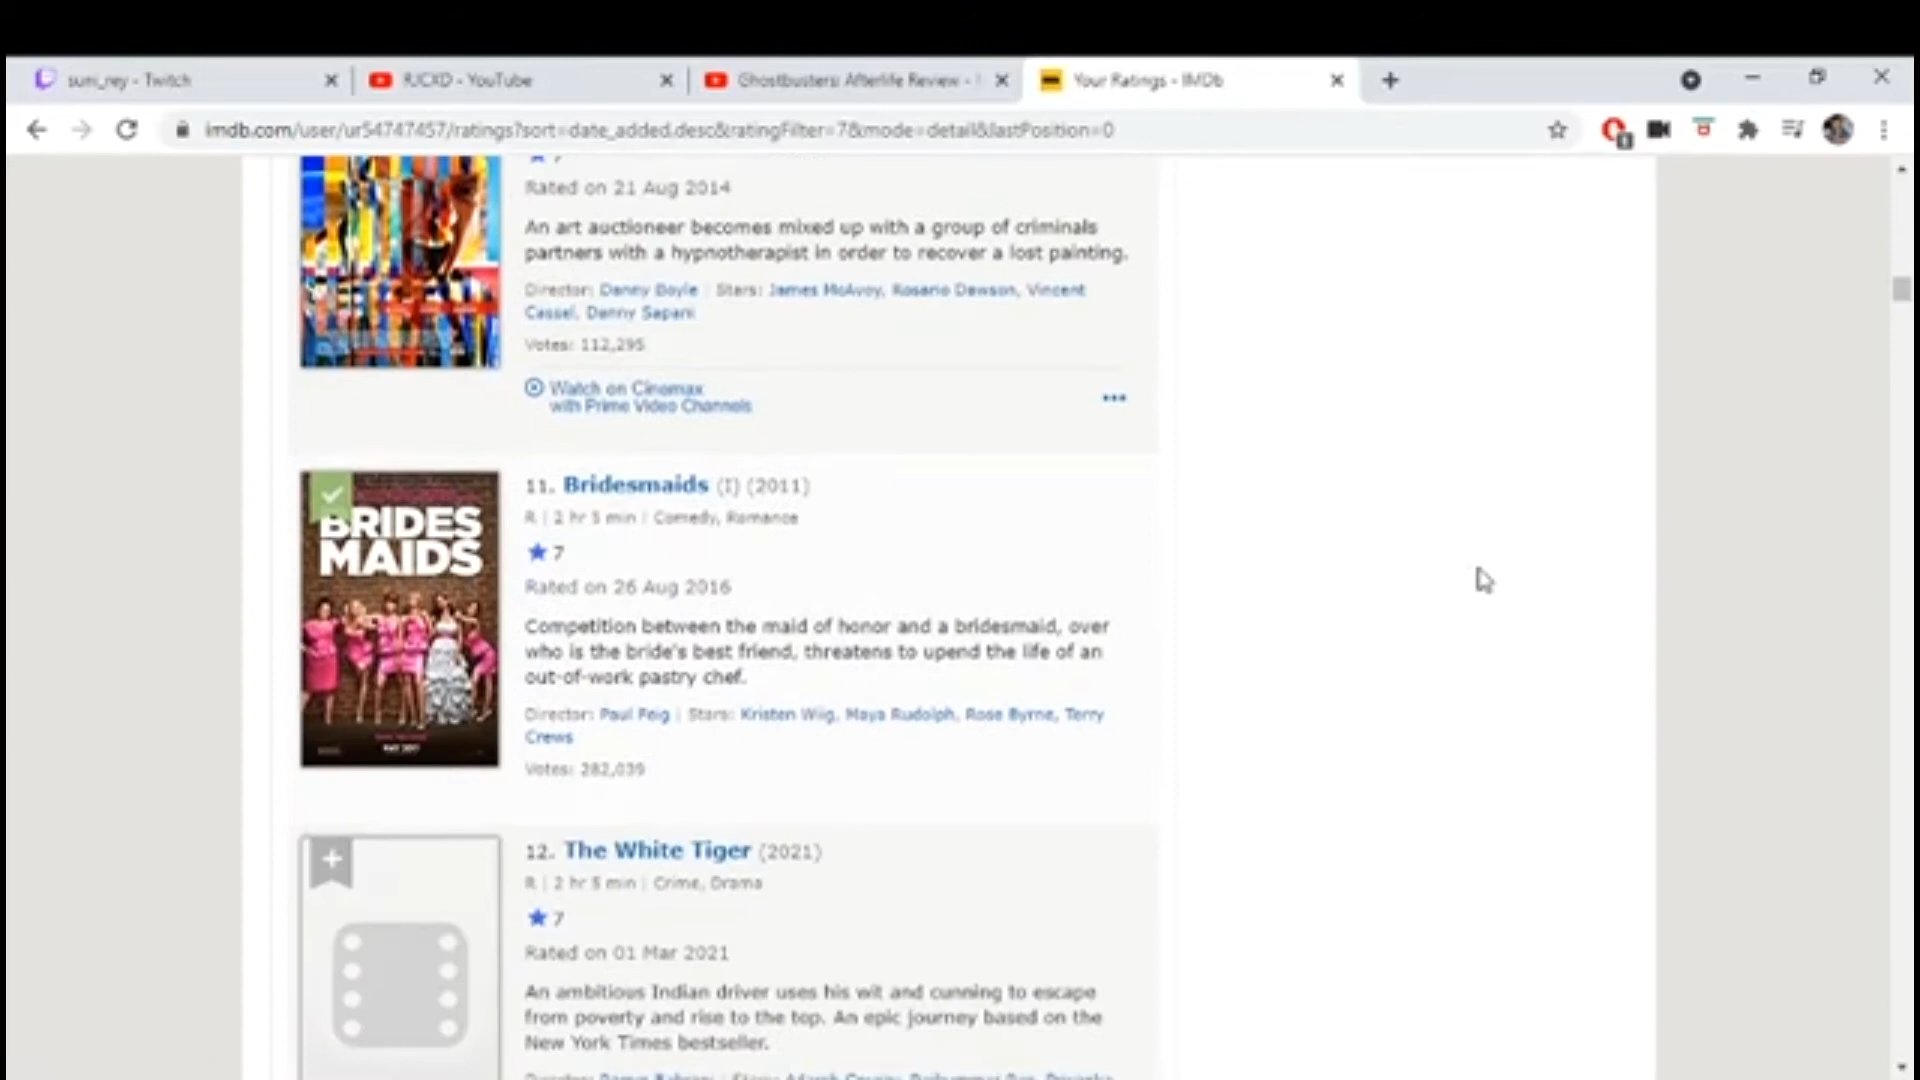 suni_rey - Twitch
RJCXD - YouTube
Ghostbusters: Afterlife Review -
Your Ratings - IMDb
imdb.com/user/ur54747457/ratings?sort=date_added,desc&ratingFilter=7&mode=detail&lastPosition=0
7
Rated on 21 Aug 2014
An art auctioneer becomes mixed up with a group of criminals
partners with a hypnotherapist in order to recover a lost painting.
Director: Danny Boyle | Stars: James McAvoy, Rosario Dawson, Vincent
Cassel, Danny Sapani
Votes: 112,295
Watch on Cinemax
with Prime Video Channels
BRIDES
MAIDS
11. Bridesmaids (I) (2011)
R | 2 hr 5 min | Comedy, Romance
7
Rated on 26 Aug 2016
Competition between the maid of honor and a bridesmaid, over
who is the bride's best friend, threatens to upend the life of an
out-of-work pastry chef.
Director: Paul Feig | Stars: Kristen Wiig, Maya Rudolph, Rose Byrne, Terry
Crews
Votes: 282,039
12. The White Tiger (2021)
R | 2 hr 5 min | Crime, Drama
7
Rated on 01 Mar 2021
An ambitious Indian driver uses his wit and cunning to escape
from poverty and rise to the top. An epic journey based on the
New York Times bestseller.